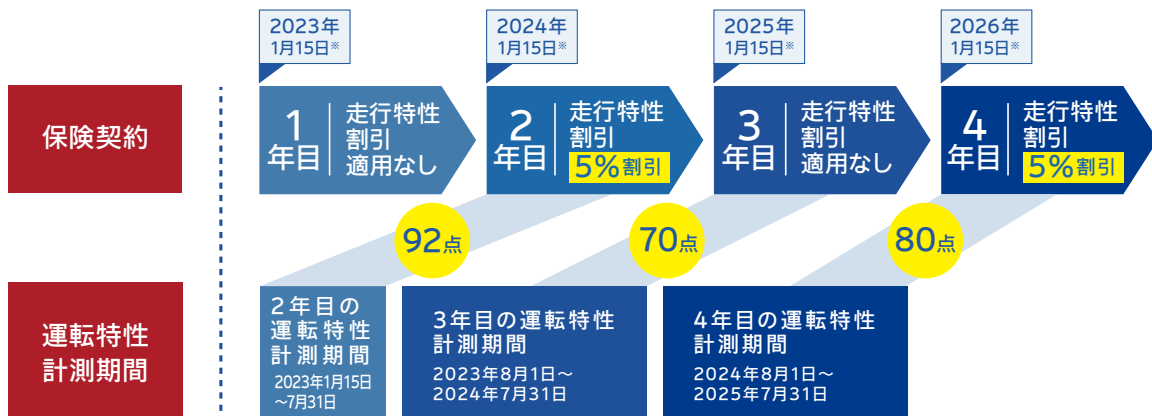 2023年
1月15日※
2024年
1月15日※
2025年
1月15日※
2026年
1月15日※
保険契約
1
年目
走行特性
割引
適用なし
2
年目
走行特性
割引
5%割引
3
年目
走行特性
割引
適用なし
4
年目
走行特性
割引
5%割引
92点
70点
80点
運転特性
計測期間
2年目の
運転特性
計測期間
2023年1月15日
～7月31日
3年目の運転特性
計測期間
2023年8月1日～
2024年7月31日
4年目の運転特性
計測期間
2024年8月1日～
2025年7月31日